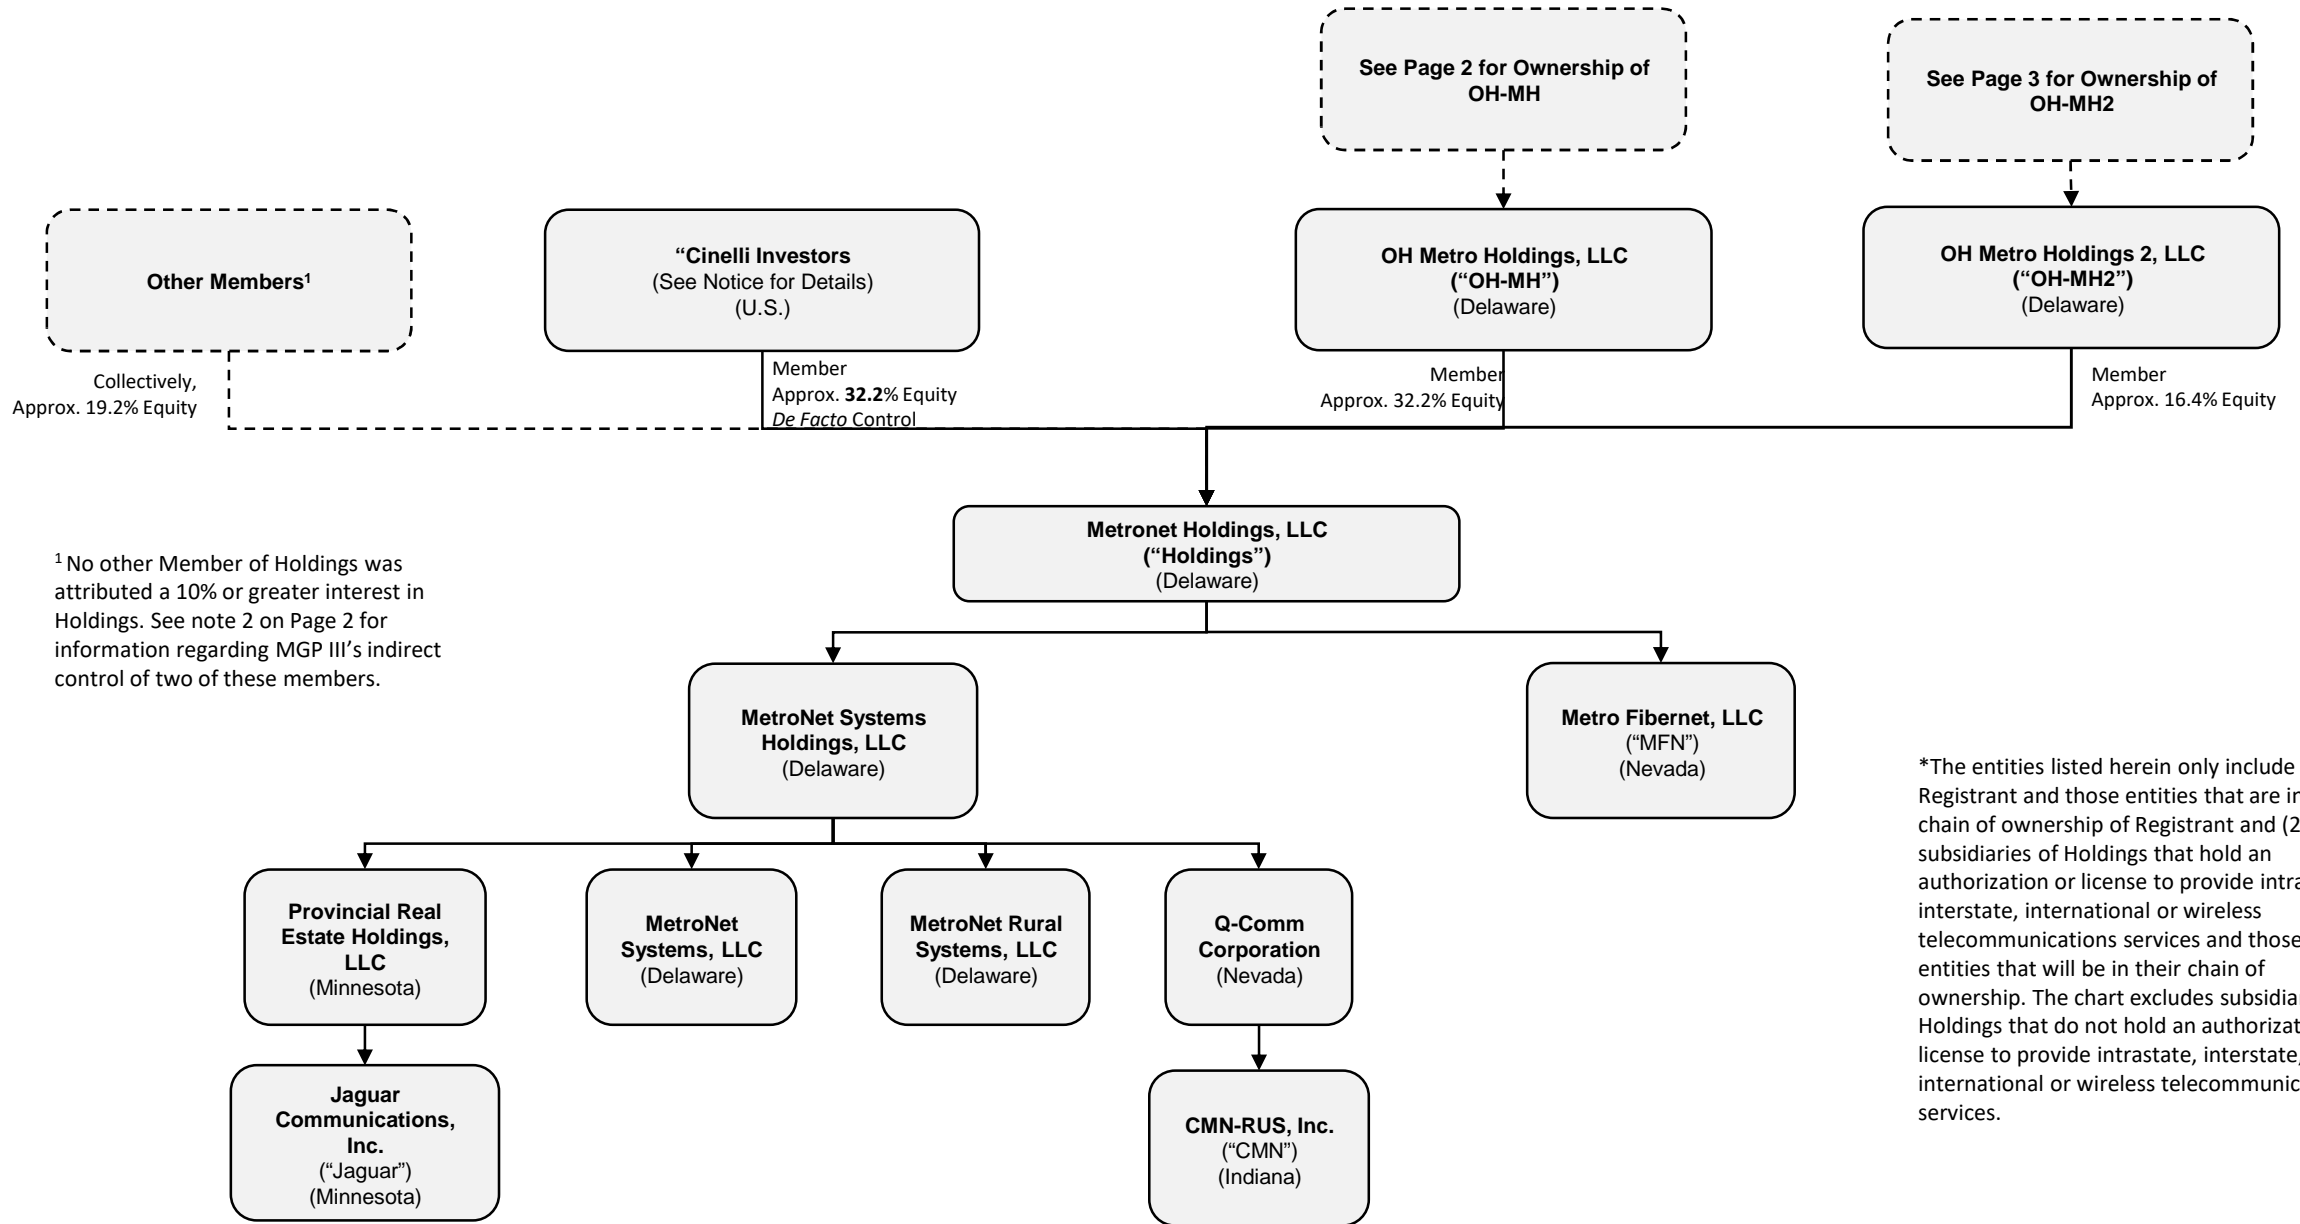 See Page 2 for Ownership of
OH-MH
See Page 3 for Ownership of
OH-MH2
Other Members¹
“Cinelli Investors
(See Notice for Details)
(U.S.)
OH Metro Holdings, LLC
(“OH-MH”)
(Delaware)
OH Metro Holdings 2, LLC
(“OH-MH2”)
(Delaware)
Collectively,
Approx. 19.2% Equity
Member
Approx. 32.2% Equity
De Facto Control
Member
Approx. 32.2% Equity
Member
Approx. 16.4% Equity
Metronet Holdings, LLC
(“Holdings”)
(Delaware)
¹ No other Member of Holdings was
attributed a 10% or greater interest in
Holdings. See note 2 on Page 2 for
information regarding MGP III’s indirect
control of two of these members.
MetroNet Systems
Holdings, LLC
(Delaware)
Metro Fibernet, LLC
(“MFN”)
(Nevada)
*The entities listed herein only include
Registrant and those entities that are in
chain of ownership of Registrant and (2
subsidiaries of Holdings that hold an
authorization or license to provide intra
interstate, international or wireless
telecommunications services and those
entities that will be in their chain of
ownership. The chart excludes subsidiar
Holdings that do not hold an authorizat
license to provide intrastate, interstate,
international or wireless telecommunic
services.
Provincial Real
Estate Holdings,
LLC
(Minnesota)
MetroNet
Systems, LLC
(Delaware)
MetroNet Rural
Systems, LLC
(Delaware)
Q-Comm
Corporation
(Nevada)
Jaguar
Communications,
Inc.
(“Jaguar”)
(Minnesota)
CMN-RUS, Inc.
(“CMN”)
(Indiana)